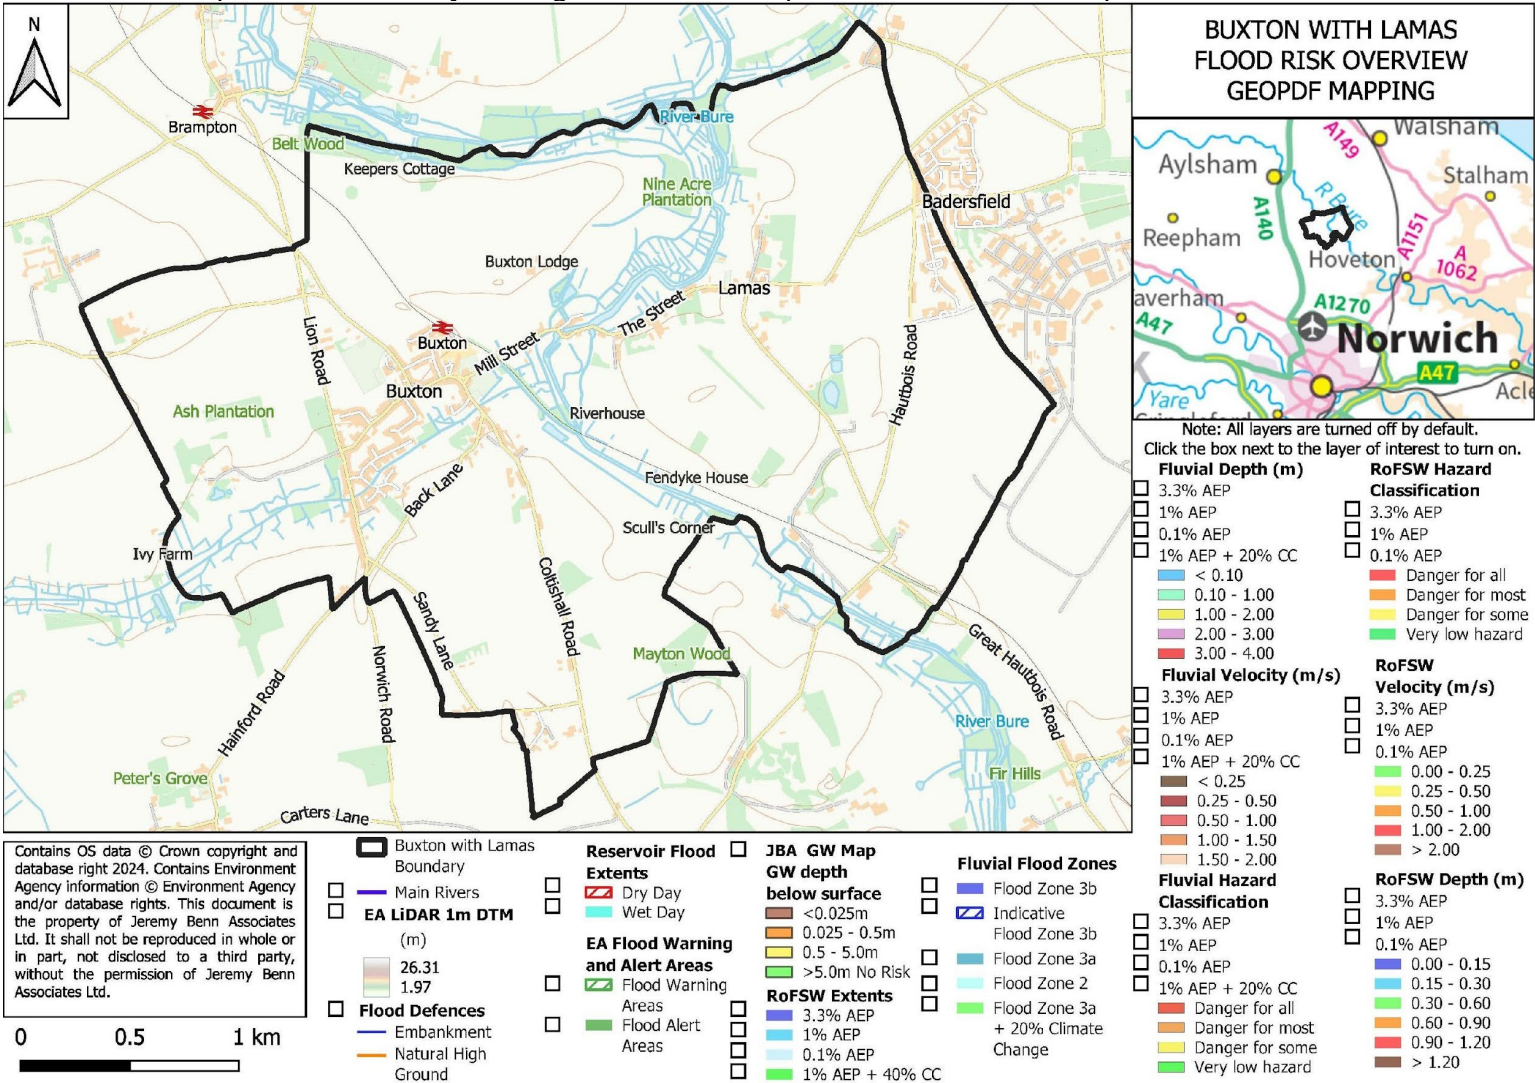 N
Brampton
Belt Wood
Keepers Cottage
River Bure
Nine Acre
Plantation
Badersfield
Buxton Lodge
Lamas
The Street
Lion Road
Buxton
Mill Street
Buxton
Hautbois Road
Ash Plantation
Riverhouse
Back Lane
Fendyke House
Scull's Corner
Ivy Farm
Coltishall Road
Sandy Lane
Mayton Wood
Great Hautbois Road
Norwich Road
Hainford Road
River Bure
Peter's Grove
Fir Hills
Carters Lane
BUXTON WITH LAMAS
FLOOD RISK OVERVIEW
GEOPDF MAPPING
A149
Walsham
Aylsham
Stalham
R Bure
A140
Reepham
A1151
A
1062
Hoveton
averham
A1270
A47
Norwich
A47
Acle
Yare
Note: All layers are turned off by default.
Click the box next to the layer of interest to turn on.
Fluvial Depth (m)
3.3% AEP
1% AEP
0.1% AEP
1% AEP + 20% CC
< 0.10
0.10 - 1.00
1.00 - 2.00
2.00 - 3.00
3.00 - 4.00
Fluvial Velocity (m/s)
3.3% AEP
1% AEP
0.1% AEP
1% AEP + 20% CC
< 0.25
0.25 - 0.50
0.50 - 1.00
1.00 - 1.50
1.50 - 2.00
Fluvial Hazard
Classification
3.3% AEP
1% AEP
0.1% AEP
1% AEP + 20% CC
Danger for all
Danger for most
Danger for some
Very low hazard
RoFSW Hazard
Classification
3.3% AEP
1% AEP
0.1% AEP
Danger for all
Danger for most
Danger for some
Very low hazard
RoFSW
Velocity (m/s)
3.3% AEP
1% AEP
0.1% AEP
0.00 - 0.25
0.25 - 0.50
0.50 - 1.00
1.00 - 2.00
> 2.00
RoFSW Depth (m)
3.3% AEP
1% AEP
0.1% AEP
0.00 - 0.15
0.15 - 0.30
0.30 - 0.60
0.60 - 0.90
0.90 - 1.20
> 1.20
Contains OS data © Crown copyright and
database right 2024. Contains Environment
Agency information © Environment Agency
and/or database rights. This document is
the property of Jeremy Benn Associates
Ltd. It shall not be reproduced in whole or
in part, not disclosed to a third party,
without the permission of Jeremy Benn
Associates Ltd.
0 0.5 1 km
Buxton with Lamas
Boundary
Main Rivers
EA LiDAR 1m DTM
(m)
26.31
1.97
Flood Defences
Embankment
Natural High
Ground
Reservoir Flood
Extents
Dry Day
Wet Day
EA Flood Warning
and Alert Areas
Flood Warning
Areas
Flood Alert
Areas
JBA GW Map
GW depth
below surface
<0.025m
0.025 - 0.5m
0.5 - 5.0m
>5.0m No Risk
RoFSW Extents
3.3% AEP
1% AEP
0.1% AEP
1% AEP + 40% CC
Fluvial Flood Zones
Flood Zone 3b
Indicative
Flood Zone 3b
Flood Zone 3a
Flood Zone 2
Flood Zone 3a
+ 20% Climate
Change